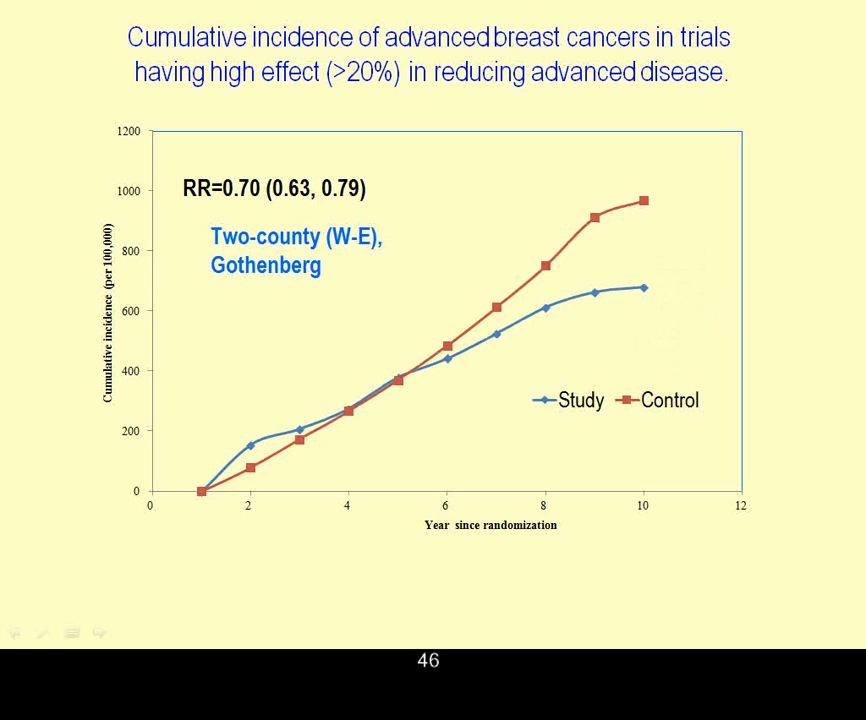 Cumulative incidence of advanced breast cancers in trials
having high effect (>20%) in reducing advanced disease.
1200
1000
800
600
400
200
0
Cumulative incidence (per 100,000)
RR=0.70 (0.63, 0.79)
Two-county (W-E),
Gothenberg
Study Control
0 2 4 6 8 10 12
Year since randomization
46